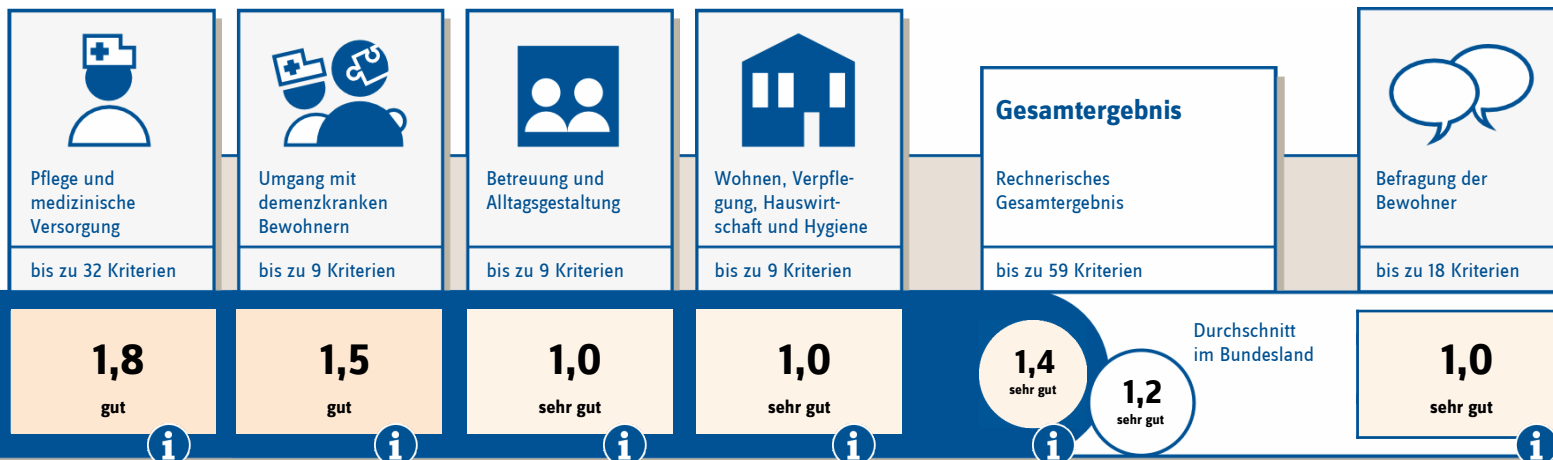 Pflege und
medizinische
Versorgung
bis zu 32 Kriterien
1,8
gut
Umgang mit
demenzkranken
Bewohnern
bis zu 9 Kriterien
1,5
gut
Betreuung und
Alltagsgestaltung
bis zu 9 Kriterien
1,0
sehr gut
Wohnen, Verpfle-
gung, Hauswirt-
schaft und Hygiene
bis zu 9 Kriterien
1,0
sehr gut
Gesamtergebnis
Rechnerisches
Gesamtergebnis
bis zu 59 Kriterien
1,4
sehr gut
1,2
sehr gut
Durchschnitt
im Bundesland
Befragung der
Bewohner
bis zu 18 Kriterien
1,0
sehr gut
i
i
i
i
i
i